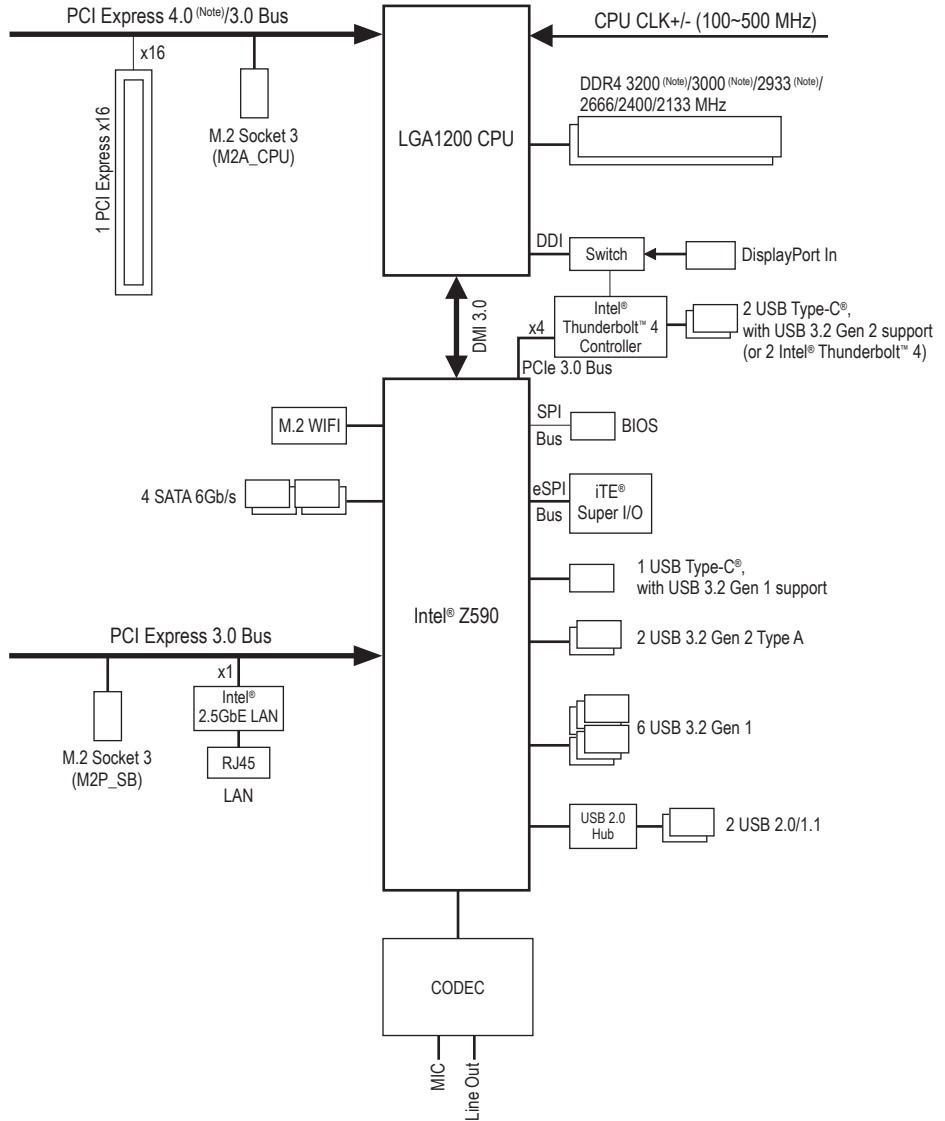 PCI Express 4.0 (Note)/3.0 Bus
CPU CLK+/- (100~500 MHz)
x16
1 PCI Express x16
M.2 Socket 3
(M2A_CPU)
LGA1200 CPU
DDR4 3200 (Note)/3000 (Note)/2933 (Note)/
2666/2400/2133 MHz
DDI
Switch
DisplayPort In
DMI 3.0
x4
Intel®
Thunderbolt™ 4
Controller
2 USB Type-C®,
with USB 3.2 Gen 2 support
(or 2 Intel® Thunderbolt™ 4)
PCIe 3.0 Bus
M.2 WIFI
SPI
Bus
BIOS
4 SATA 6Gb/s
eSPI
Bus
iTE®
Super I/O
1 USB Type-C®,
with USB 3.2 Gen 1 support
Intel® Z590
PCI Express 3.0 Bus
2 USB 3.2 Gen 2 Type A
x1
Intel®
2.5GbE LAN
M.2 Socket 3
(M2P_SB)
RJ45
LAN
6 USB 3.2 Gen 1
USB 2.0
Hub
2 USB 2.0/1.1
CODEC
MIC
Line Out